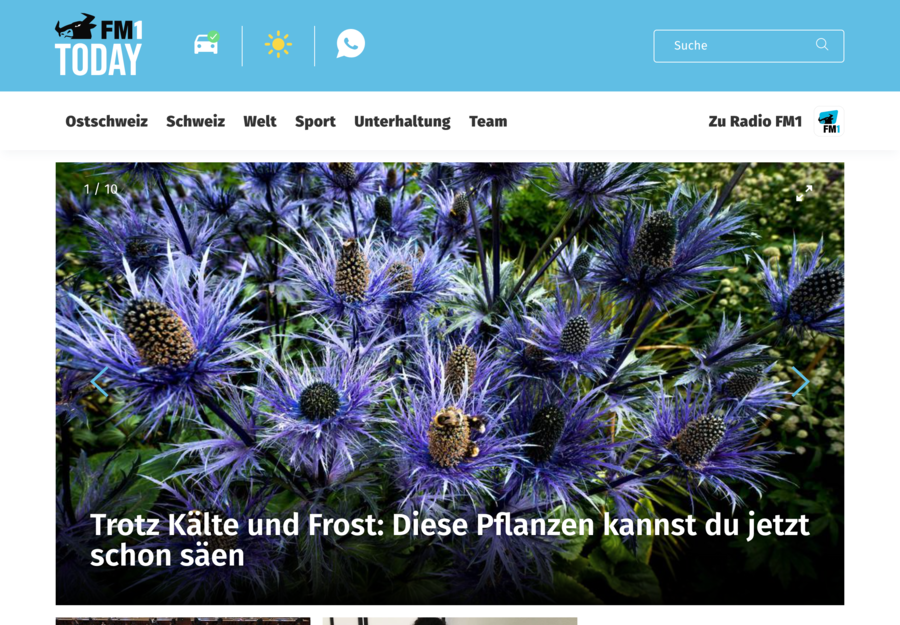 FM1
TODAY
Suche
Ostschweiz Schweiz Welt Sport Unterhaltung Team Zu Radio FM1 FM1
1 / 10
Trotz Kälte und Frost: Diese Pflanzen kannst du jetzt
schon säen